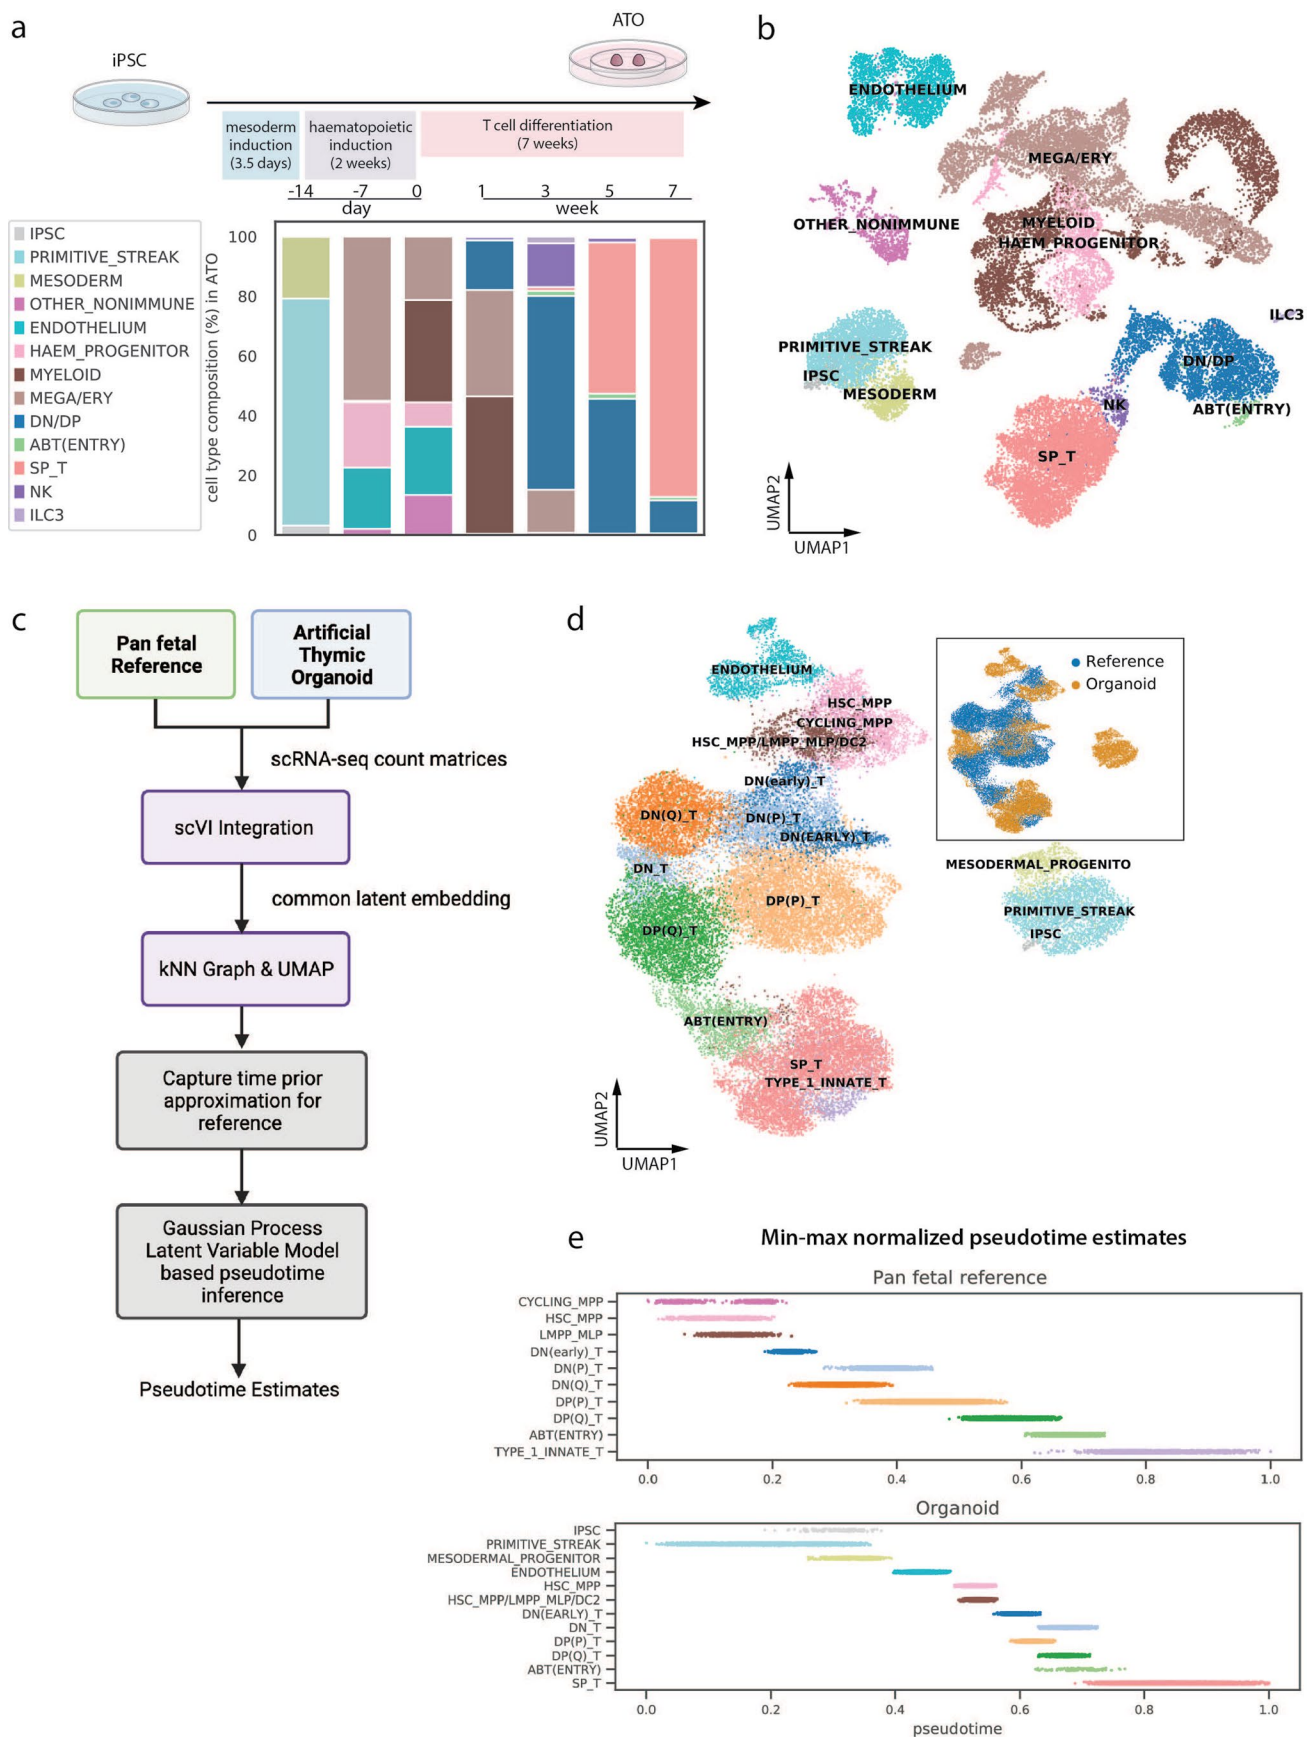 a
iPSC
ATO
mesoderm
induction
(3.5 days)
haematopoietic
induction
(2 weeks)
T cell differentiation
(7 weeks)
-14 -7 0 1 3 5 7
day week
IPSC
PRIMITIVE_STREAK
MESODERM
OTHER_NONIMMUNE
ENDOTHELIUM
HAEM_PROGENITOR
MYELOID
MEGA/ERY
DN/DP
ABT(ENTRY)
SP_T
NK
ILC3
cell type composition (%) in ATO
100
80
60
40
20
0
b
ENDOTHELIUM
MEGA/ERY
OTHER_NONIMMUNE
MYELOID
HAEM_PROGENITOR
ILC3
PRIMITIVE_STREAK
DN/DP
IPSC
MESODERM
NK
ABT(ENTRY)
SP_T
UMAP2
UMAP1
c
Pan fetal
Reference
Artificial
Thymic
Organoid
scRNA-seq count matrices
scVI Integration
common latent embedding
kNN Graph & UMAP
Capture time prior
approximation for
reference
Gaussian Process
Latent Variable Model
based pseudotime
inference
Pseudotime Estimates
d
ENDOTHELIUM
HSC_MPP
CYCLING_MPP
HSC_MPP/LMPP_MLP/DC2
DN(early)_T
DN(Q)_T
DN(P)_T
DN(EARLY)_T
DN_T
DP(P)_T
DP(Q)_T
ABT(ENTRY)
SP_T
TYPE_1_INNATE_T
Reference
Organoid
MESODERMAL_PROGENITO
PRIMITIVE_STREAK
IPSC
UMAP2
UMAP1
e
Min-max normalized pseudotime estimates
Pan fetal reference
CYCLING_MPP
HSC_MPP
LMPP_MLP
DN(early)_T
DN(P)_T
DN(Q)_T
DP(P)_T
DP(Q)_T
ABT(ENTRY)
TYPE_1_INNATE_T
0.0 0.2 0.4 0.6 0.8 1.0
Organoid
IPSC
PRIMITIVE_STREAK
MESODERMAL_PROGENITOR
ENDOTHELIUM
HSC_MPP
HSC_MPP/LMPP_MLP/DC2
DN(EARLY)_T
DN_T
DP(P)_T
DP(Q)_T
ABT(ENTRY)
SP_T
0.0 0.2 0.4 0.6 0.8 1.0
pseudotime